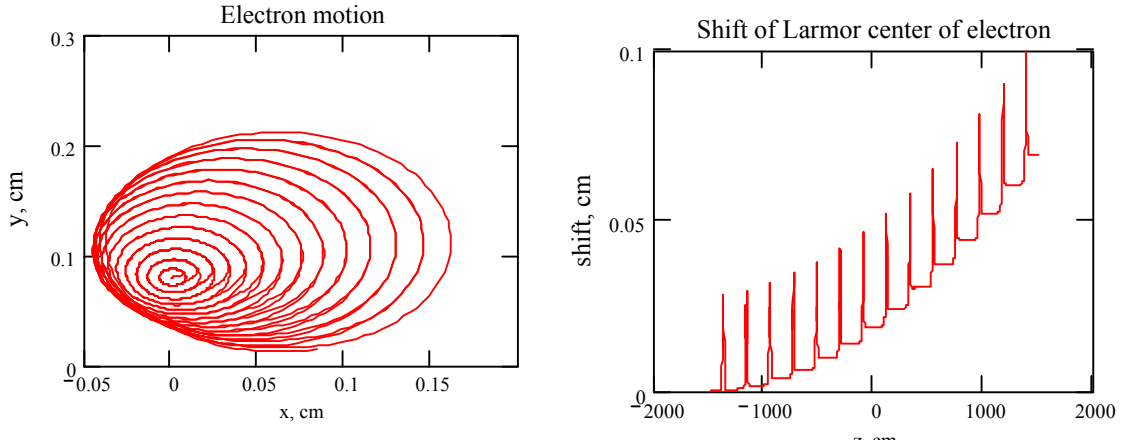 Electron motion
0.3
0.2
0.1
0
y, cm
−0.05
0
0.05
0.1
0.15
x, cm
Shift of Larmor center of electron
0.1
0.05
0
shift, cm
−2000
−1000
0
1000
2000
z, cm